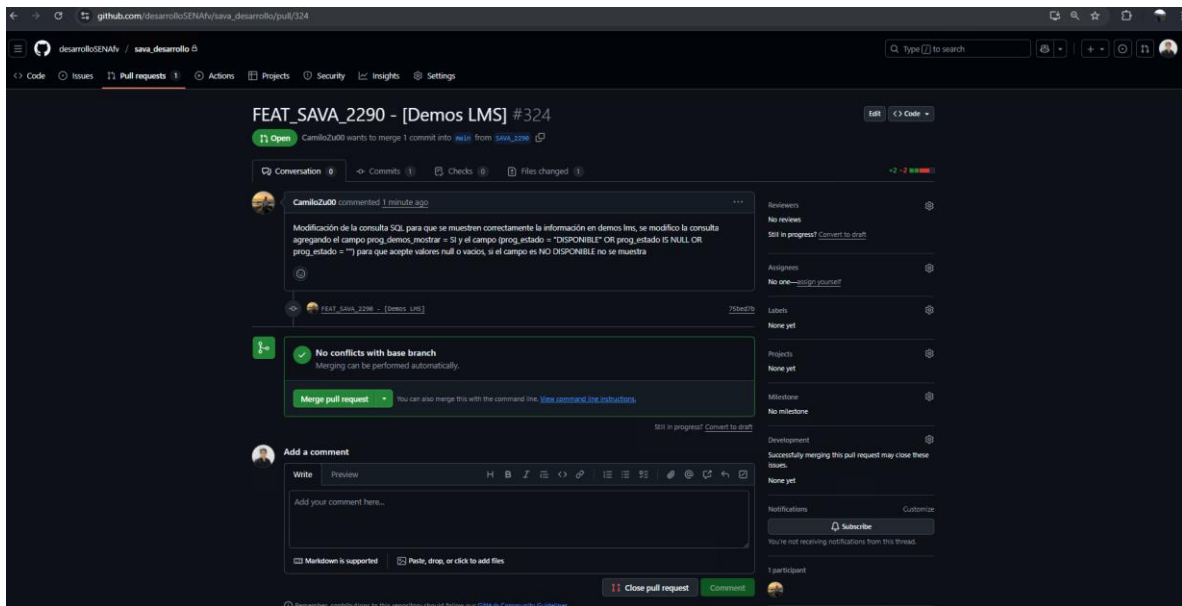 github.com/desarrolloSENAfv/sava_desarrollo/pull/324
desarrolloSENAfv / sava_desarrollo
Type / to search
Code Issues Pull requests 1 Actions Projects Security Insights Settings
FEAT_SAVA_2290 - [Demos LMS] #324
Edit Code
Open CamiloZu00 wants to merge 1 commit into main from SAVA_2290
Conversation 0 Commits 1 Checks 0 Files changed 1
+2 -2
CamiloZu00 commented 1 minute ago
Modificación de la consulta SQL para que se muestren correctamente la información en demos lms, se modifico la consulta
agregando el campo prog_demos_mostrar = SI y el campo (prog_estado = "DISPONIBLE" OR prog_estado IS NULL OR
prog_estado = "") para que acepte valores null o vacios, si el campo es NO DISPONIBLE no se muestra
FEAT_SAVA_2290 - [Demos LMS]
75bed7b
No conflicts with base branch
Merging can be performed automatically.
Merge pull request You can also merge this with the command line. View command line instructions.
Still in progress? Convert to draft
Add a comment
Write Preview
Add your comment here...
Markdown is supported Paste, drop, or click to add files
Close pull request Comment
Remember, contributions to this repository should follow our GitHub Community Guidelines
Reviewers
No reviews
Still in progress? Convert to draft
Assignees
No one—assign yourself
Labels
None yet
Projects
None yet
Milestone
No milestone
Development
Successfully merging this pull request may close these
issues.
None yet
Notifications Customize
Subscribe
You're not receiving notifications from this thread.
1 participant